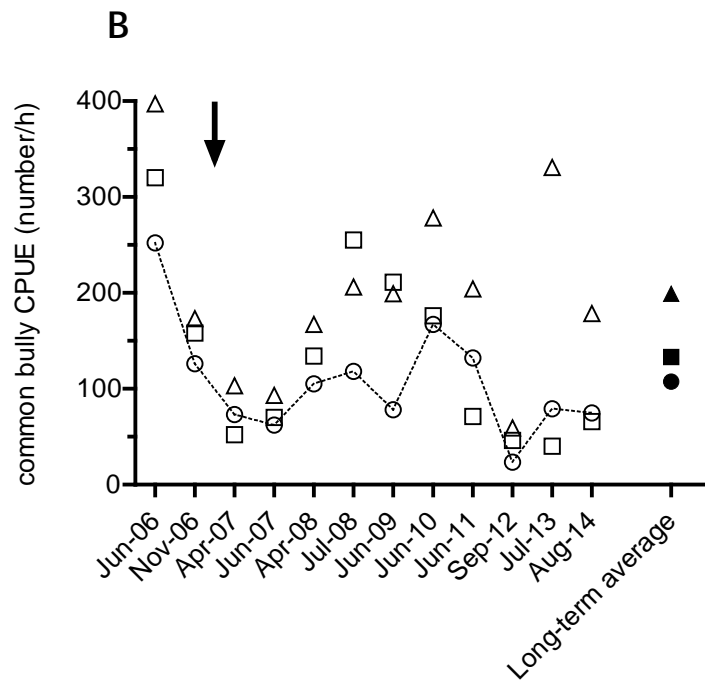 B
common bully CPUE (number/h)
400
300
200
100
0
Jun-06
Nov-06
Apr-07
Jun-07
Apr-08
Jul-08
Jun-09
Jun-10
Jun-11
Sep-12
Jul-13
Aug-14
Long-term average